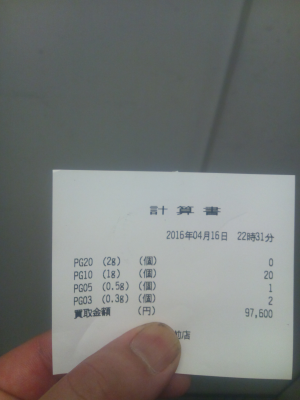 計算書
2016年04月16日 22時31分
PG20 (2g) (個) 0
PG10 (1g) (個) 20
PG05 (0.5g) (個) 1
PG03 (0.3g) (個) 2
買取金額 (円) 97,600
前店